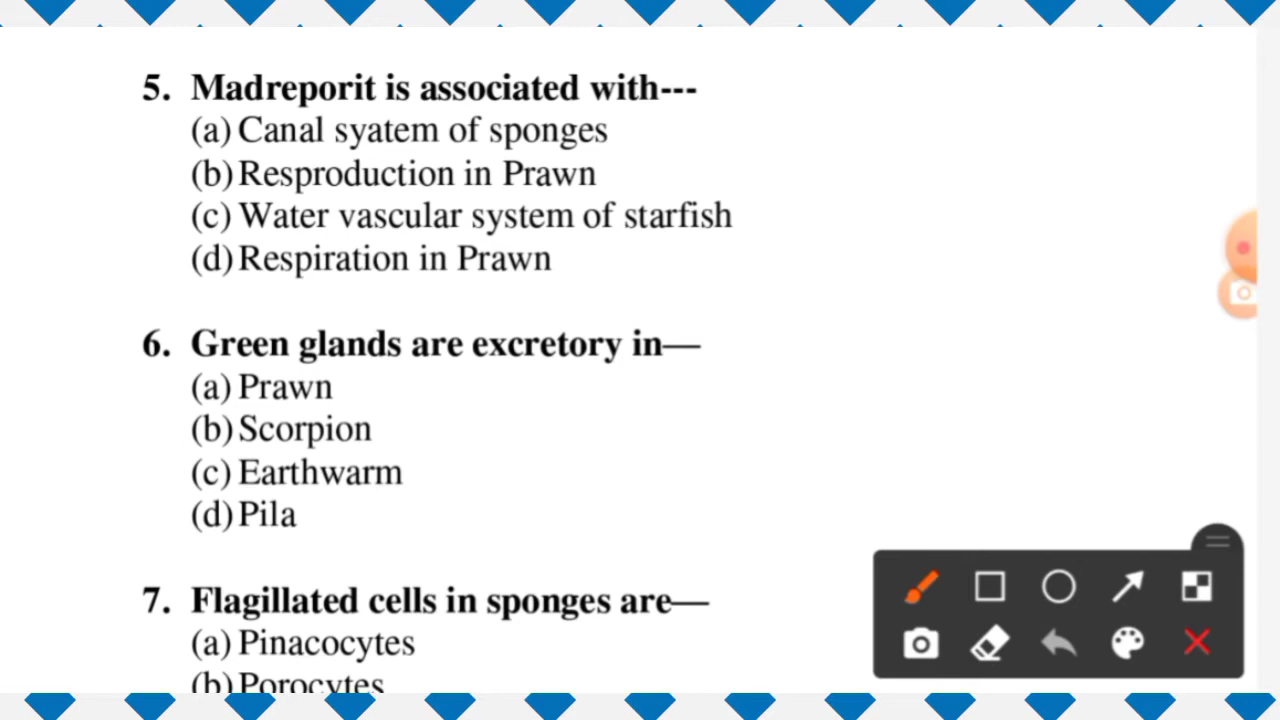 5. Madreporit is associated with---
(a) Canal syatem of sponges
(b) Resproduction in Prawn
(c) Water vascular system of starfish
(d) Respiration in Prawn
6. Green glands are excretory in—
(a) Prawn
(b) Scorpion
(c) Earthwarm
(d) Pila
7. Flagillated cells in sponges are—
(a) Pinacocytes
(b) Porocytes